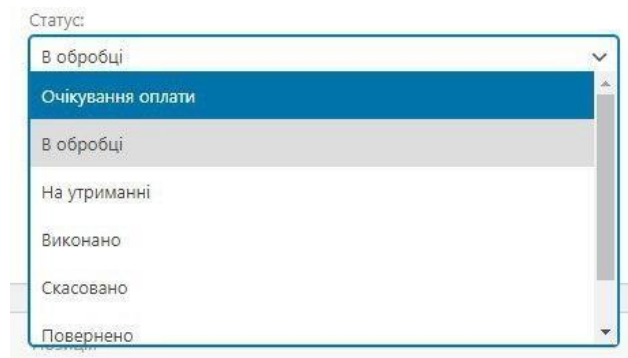 Статус:
В обробці
Очікування оплати
В обробці
На утриманні
Виконано
Скасовано
Повернено